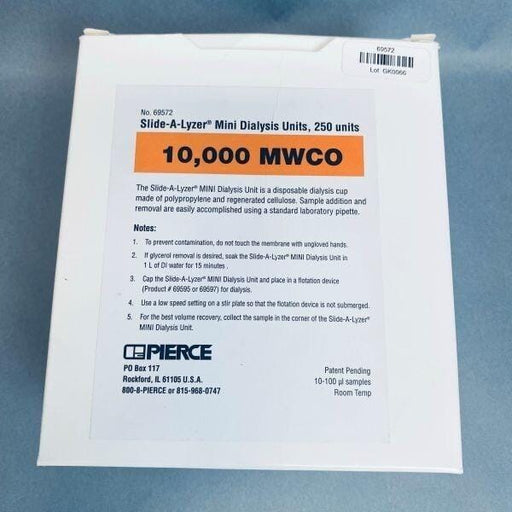 69572
Lot GK0066
No. 69572
Slide-A-Lyzer® Mini Dialysis Units, 250 units
10,000 MWCO
The Slide-A-Lyzer® MINI Dialysis Unit is a disposable dialysis cup
made of polypropylene and regenerated cellulose. Sample addition and
removal are easily accomplished using a standard laboratory pipette.
Notes:
1. To prevent contamination, do not touch the membrane with ungloved hands.
2. If glycerol removal is desired, soak the Slide-A-Lyzer® MINI Dialysis Unit in
1 L of DI water for 15 minutes .
3. Cap the Slide-A-Lyzer® MINI Dialysis Unit and place in a flotation device
(Product # 69595 or 69597) for dialysis.
4. Use a low speed setting on a stir plate so that the flotation device is not submerged.
5. For the best volume recovery, collect the sample in the corner of the Slide-A-Lyzer®
MINI Dialysis Unit.
PIERCE
PO Box 117
Rockford, IL 61105 U.S.A.
800-8-PIERCE or 815-968-0747
Patent Pending
10-100 µl samples
Room Temp